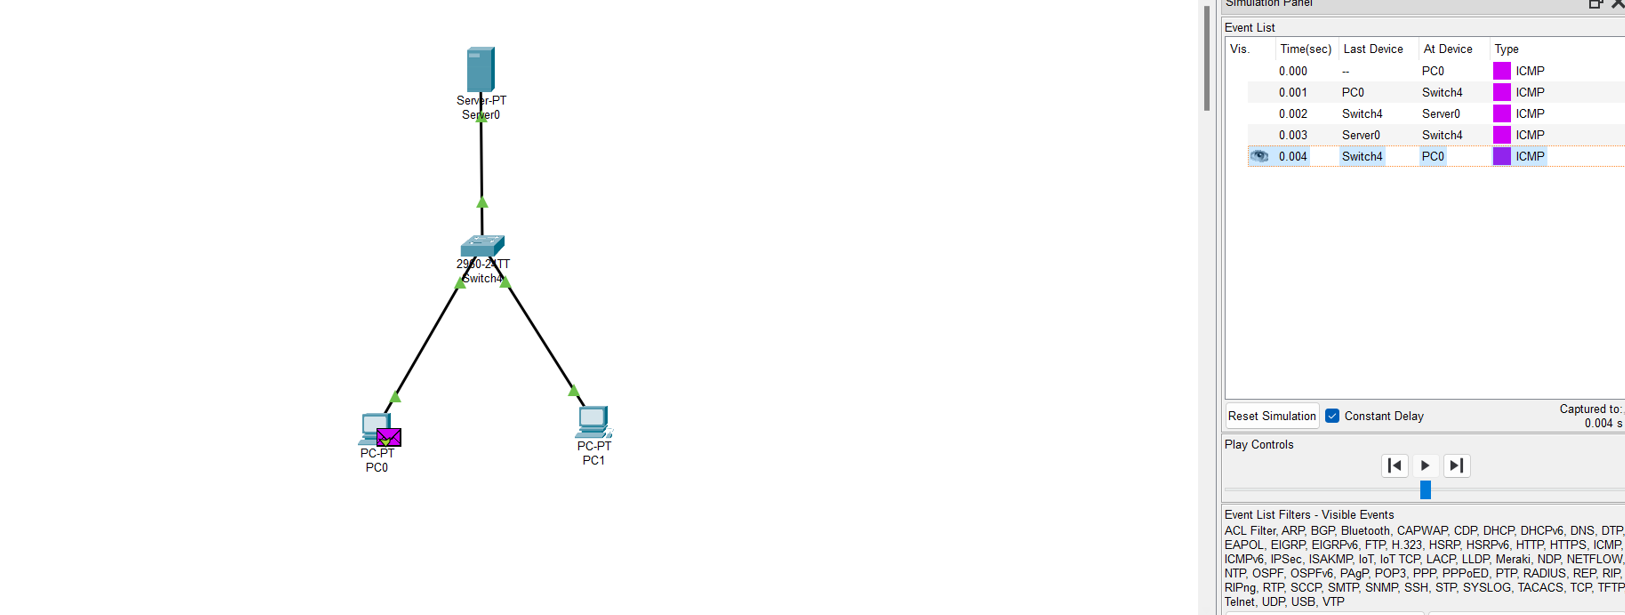 Simulation Panel
Event List
Vis. Time(sec) Last Device At Device Type
0.000 -- PC0 ICMP
0.001 PC0 Switch4 ICMP
0.002 Switch4 Server0 ICMP
0.003 Server0 Switch4 ICMP
0.004 Switch4 PC0 ICMP
Server-PT
Server0
2960-24TT
Switch4
PC-PT
PC0
PC-PT
PC1
Reset Simulation Constant Delay
Captured to:
0.004 s
Play Controls
Event List Filters - Visible Events
ACL Filter, ARP, BGP, Bluetooth, CAPWAP, CDP, DHCP, DHCPv6, DNS, DTP,
EAPOL, EIGRP, EIGRPv6, FTP, H.323, HSRP, HSRPv6, HTTP, HTTPS, ICMP,
ICMPv6, IPSec, ISAKMP, IoT, IoT TCP, LACP, LLDP, Meraki, NDP, NETFLOW,
NTP, OSPF, OSPFv6, PAgP, POP3, PPP, PPPoED, PTP, RADIUS, REP, RIP,
RIPng, RTP, SCCP, SMTP, SNMP, SSH, STP, SYSLOG, TACACS, TCP, TFTP
Telnet, UDP, USB, VTP